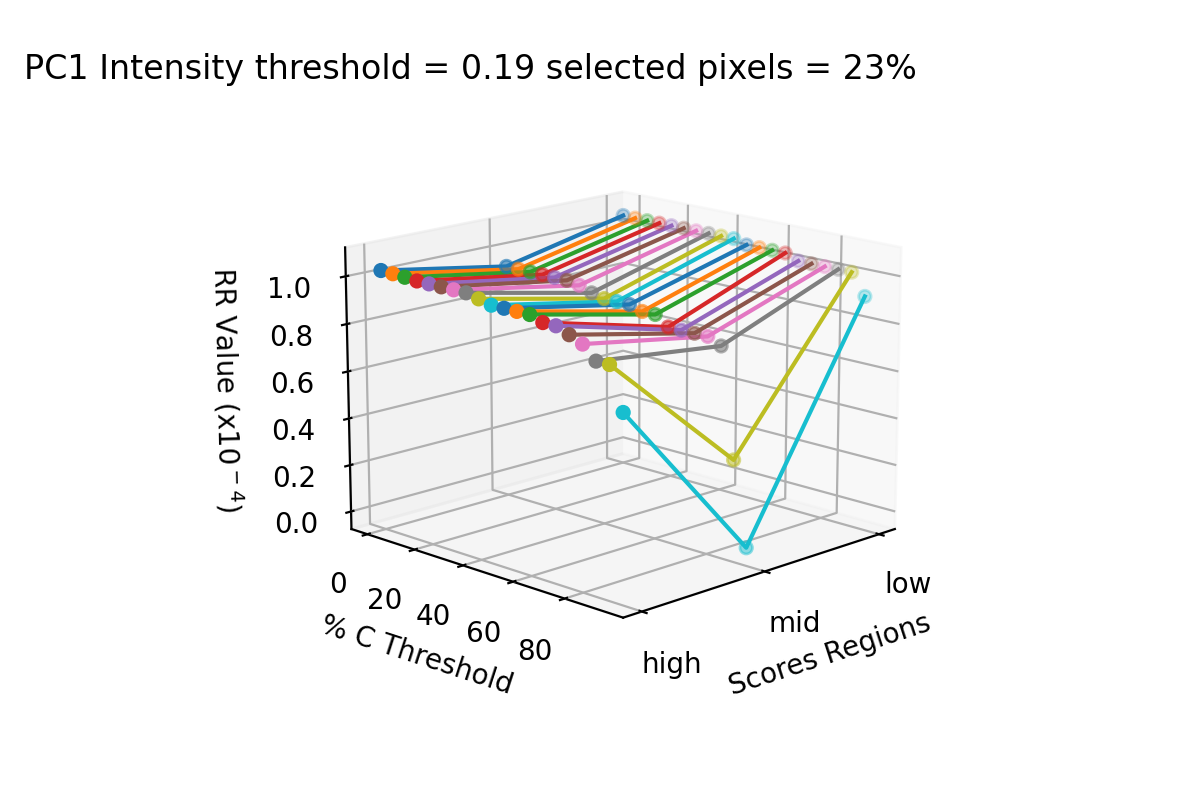 PC1 Intensity threshold = 0.19 selected pixels = 23%
RR Value (x10⁻⁴)
1.0
0.8
0.6
0.4
0.2
0.0
0
20
40
60
80
% C Threshold
high
mid
low
Scores Regions